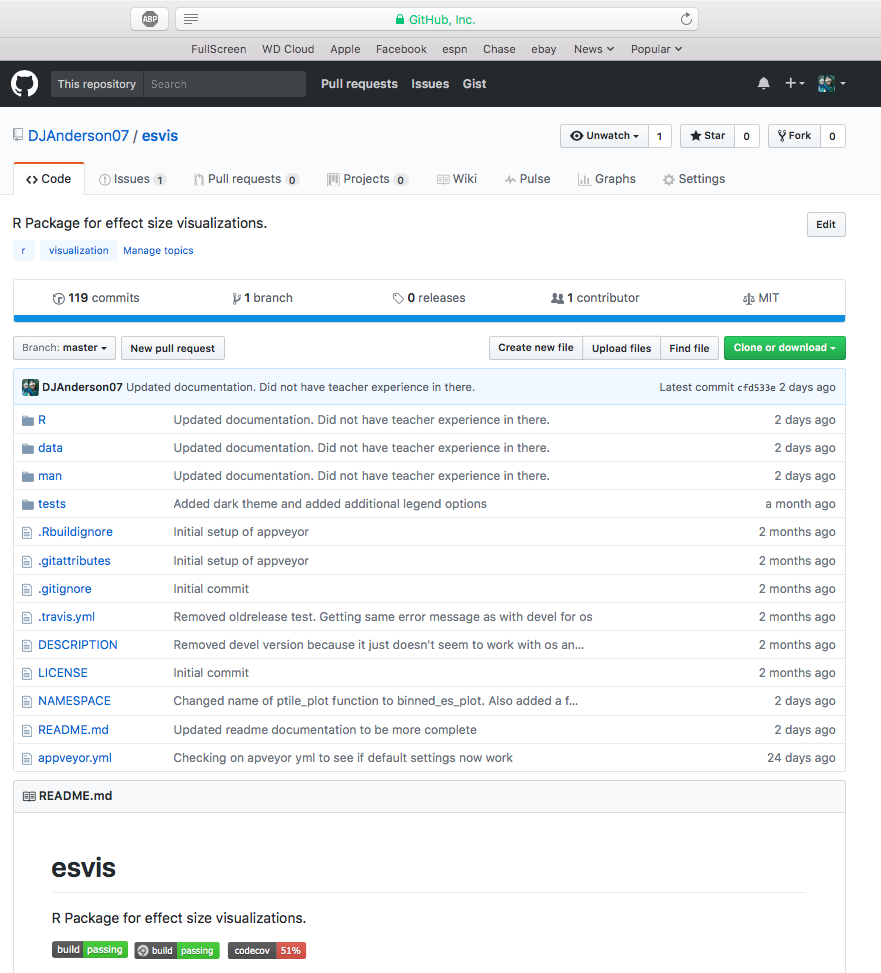 ABP GitHub, Inc.
FullScreen WD Cloud Apple Facebook espn Chase ebay News Popular
This repository Search Pull requests Issues Gist
DJAnderson07 / esvis Unwatch 1 Star 0 Fork 0
Code Issues 1 Pull requests 0 Projects 0 Wiki Pulse Graphs Settings
R Package for effect size visualizations. Edit
r visualization Manage topics
119 commits 1 branch 0 releases 1 contributor MIT
Branch: master New pull request Create new file Upload files Find file Clone or download
DJAnderson07 Updated documentation. Did not have teacher experience in there. Latest commit cfd533e 2 days ago
R Updated documentation. Did not have teacher experience in there. 2 days ago
data Updated documentation. Did not have teacher experience in there. 2 days ago
man Updated documentation. Did not have teacher experience in there. 2 days ago
tests Added dark theme and added additional legend options a month ago
.Rbuildignore Initial setup of appveyor 2 months ago
.gitattributes Initial setup of appveyor 2 months ago
.gitignore Initial commit 2 months ago
.travis.yml Removed oldrelease test. Getting same error message as with devel for os 2 months ago
DESCRIPTION Removed devel version because it just doesn't seem to work with os an... 2 months ago
LICENSE Initial commit 2 months ago
NAMESPACE Changed name of ptile_plot function to binned_es_plot. Also added a f... 2 days ago
README.md Updated readme documentation to be more complete 2 days ago
appveyor.yml Checking on apveyor yml to see if default settings now work 24 days ago
README.md
esvis
R Package for effect size visualizations.
build passing build passing codecov 51%